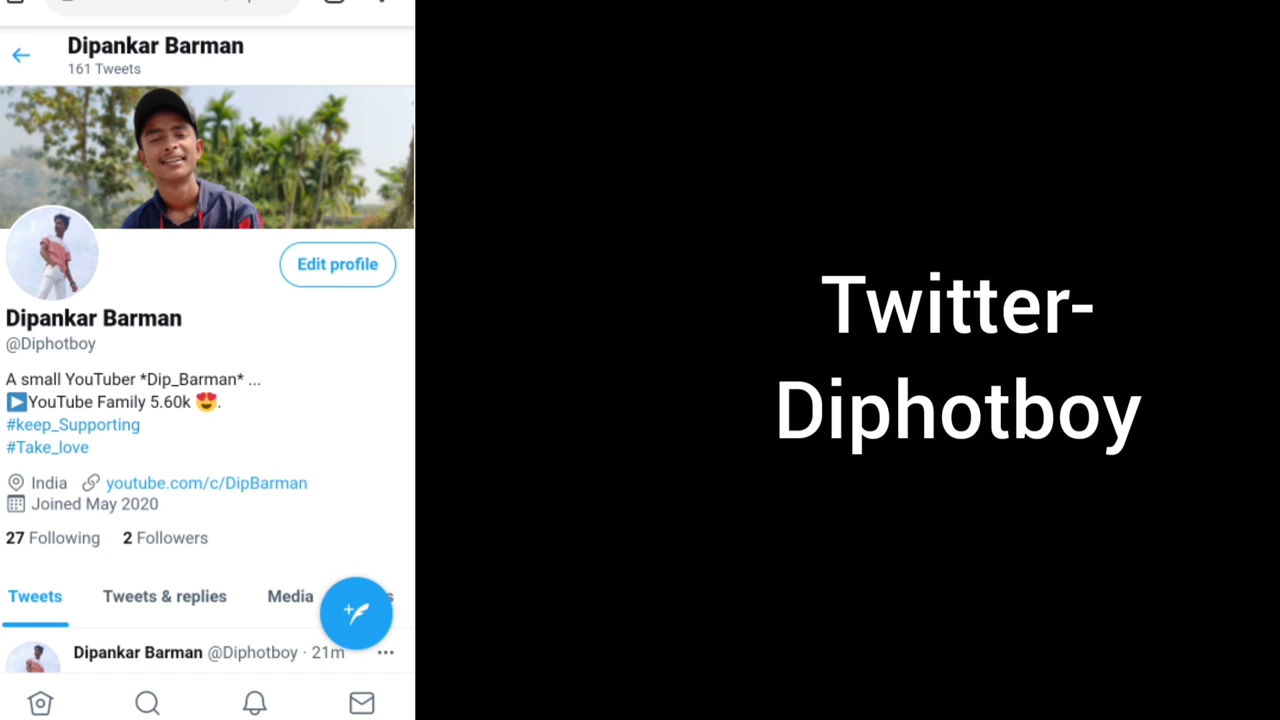 Dipankar Barman
161 Tweets
Edit profile
Dipankar Barman
@Diphotboy
A small YouTuber *Dip_Barman* ...
▶YouTube Family 5.60k 😍.
#keep_Supporting
#Take_love
India youtube.com/c/DipBarman
Joined May 2020
27 Following 2 Followers
Tweets Tweets & replies Media
Dipankar Barman @Diphotboy · 21m ...
Twitter-
Diphotboy